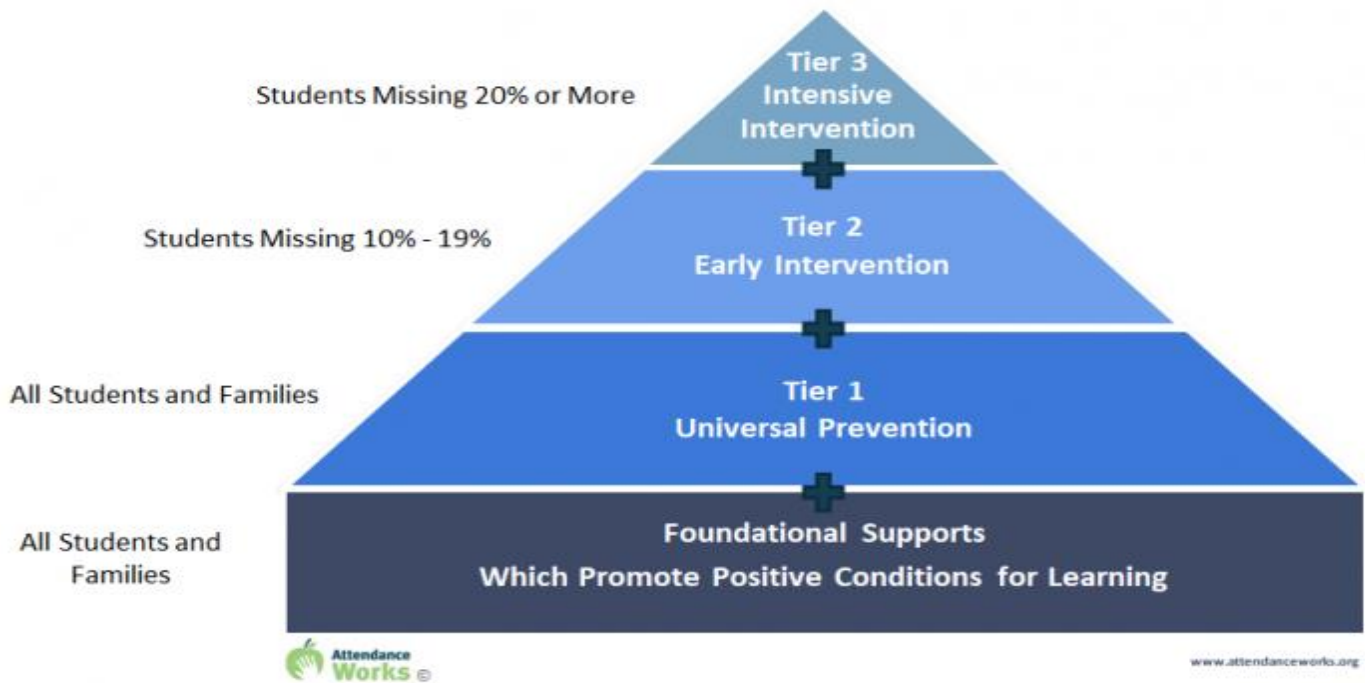 Students Missing 20% or More
Tier 3
Intensive
Intervention
Students Missing 10% - 19%
Tier 2
Early Intervention
All Students and Families
Tier 1
Universal Prevention
All Students and
Families
Foundational Supports
Which Promote Positive Conditions for Learning
Attendance
Works ©
www.attendanceworks.org